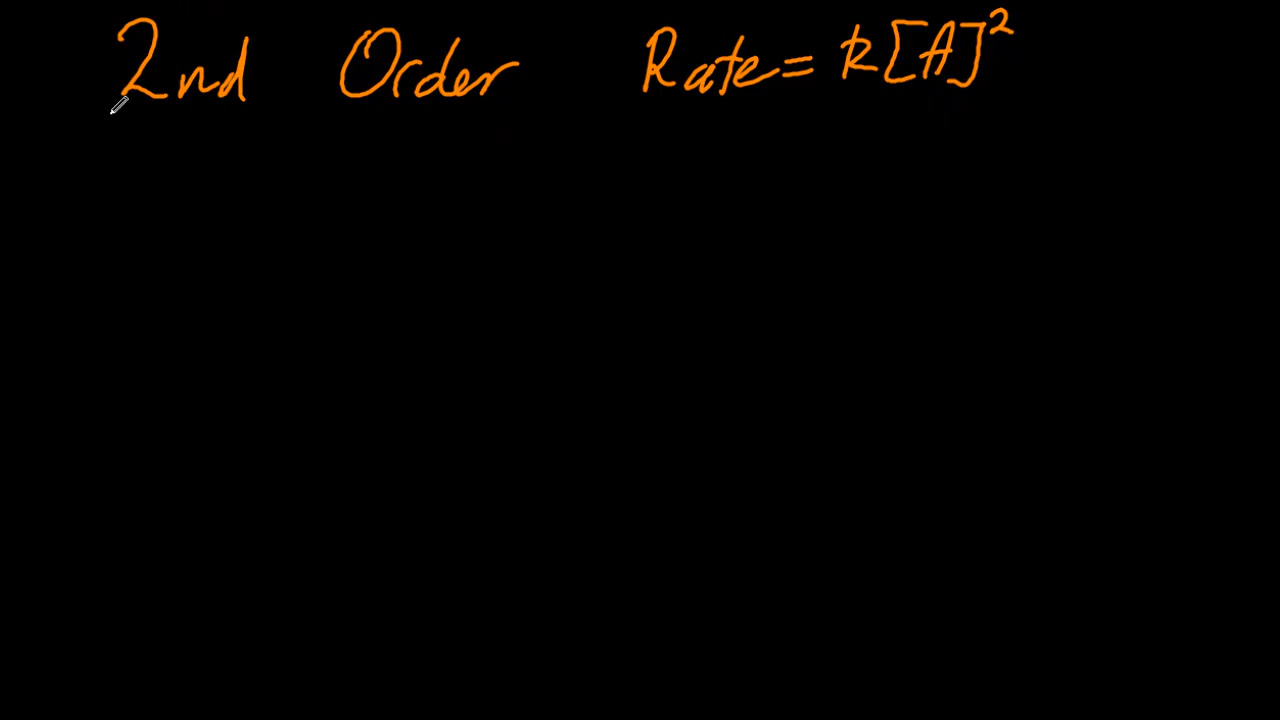 2nd Order Rate = k[A]²